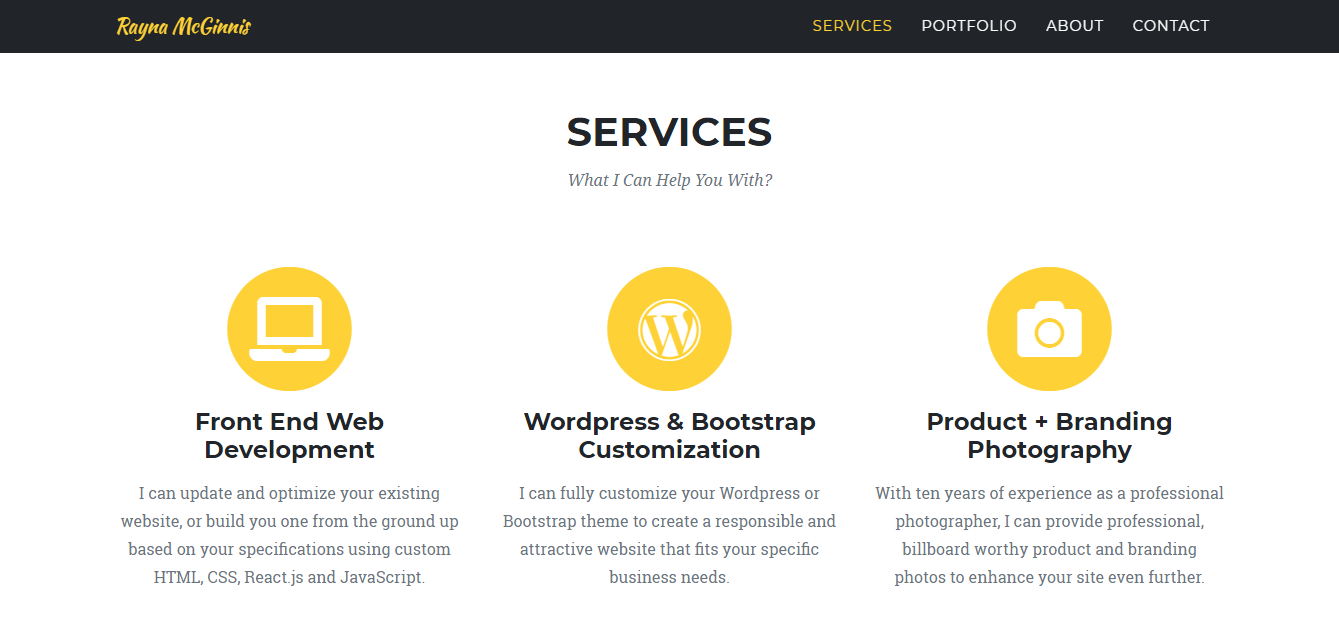 Rayna McGinnis SERVICES PORTFOLIO ABOUT CONTACT
SERVICES
What I Can Help You With?
Front End Web
Development
I can update and optimize your existing
website, or build you one from the ground up
based on your specifications using custom
HTML, CSS, React.js and JavaScript.
Wordpress & Bootstrap
Customization
I can fully customize your Wordpress or
Bootstrap theme to create a responsive and
attractive website that fits your specific
business needs.
Product + Branding
Photography
With ten years of experience as a professional
photographer, I can provide professional,
billboard worthy product and branding
photos to enhance your site even further.